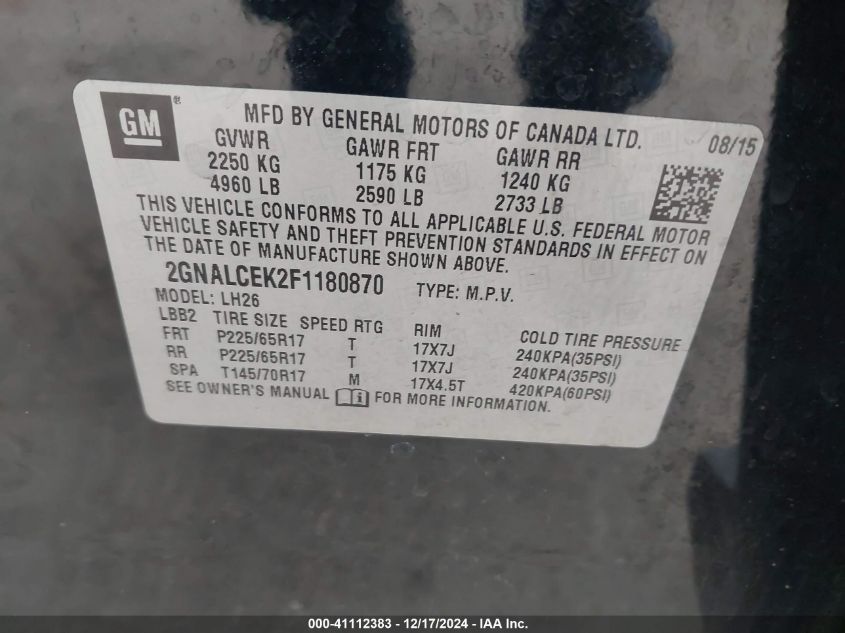 GM®
MFD BY GENERAL MOTORS OF CANADA LTD. 08/15
GVWR GAWR FRT GAWR RR
2250 KG 1175 KG 1240 KG
4960 LB 2590 LB 2733 LB
THIS VEHICLE CONFORMS TO ALL APPLICABLE U.S. FEDERAL MOTOR
VEHICLE SAFETY AND THEFT PREVENTION STANDARDS IN EFFECT ON
THE DATE OF MANUFACTURE SHOWN ABOVE.
2GNALCEK2F1180870 TYPE: M.P.V.
MODEL: LH26
LBB2 TIRE SIZE SPEED RTG RIM COLD TIRE PRESSURE
FRT P225/65R17 T 17X7J 240KPA(35PSI)
RR P225/65R17 T 17X7J 240KPA(35PSI)
SPA T145/70R17 M 17X4.5T 420KPA(60PSI)
SEE OWNER'S MANUAL FOR MORE INFORMATION.
000-41112383 - 12/17/2024 - IAA Inc.